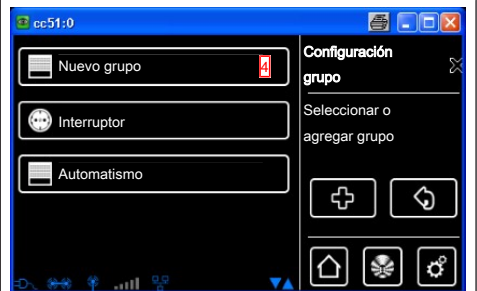 cc51:0
Nuevo grupo 4
Interruptor
Automatismo
Configuración
grupo
Seleccionar o
agregar grupo